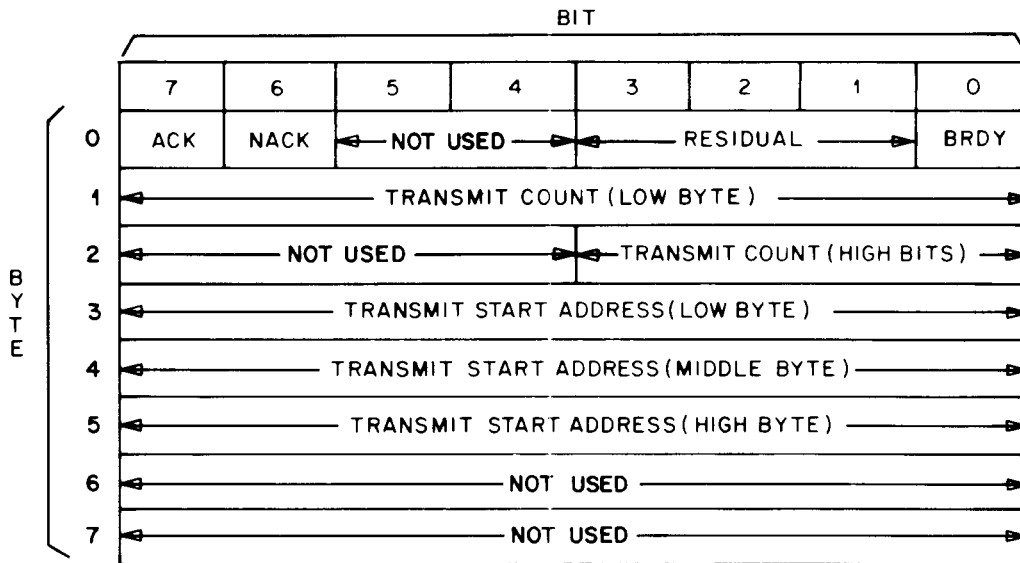 BIT
7 6 5 4 3 2 1 0
0 ACK NACK NOT USED RESIDUAL BRDY
1 TRANSMIT COUNT (LOW BYTE)
2 NOT USED TRANSMIT COUNT (HIGH BITS)
3 TRANSMIT START ADDRESS (LOW BYTE)
4 TRANSMIT START ADDRESS (MIDDLE BYTE)
5 TRANSMIT START ADDRESS (HIGH BYTE)
6 NOT USED
7 NOT USED
BYTE